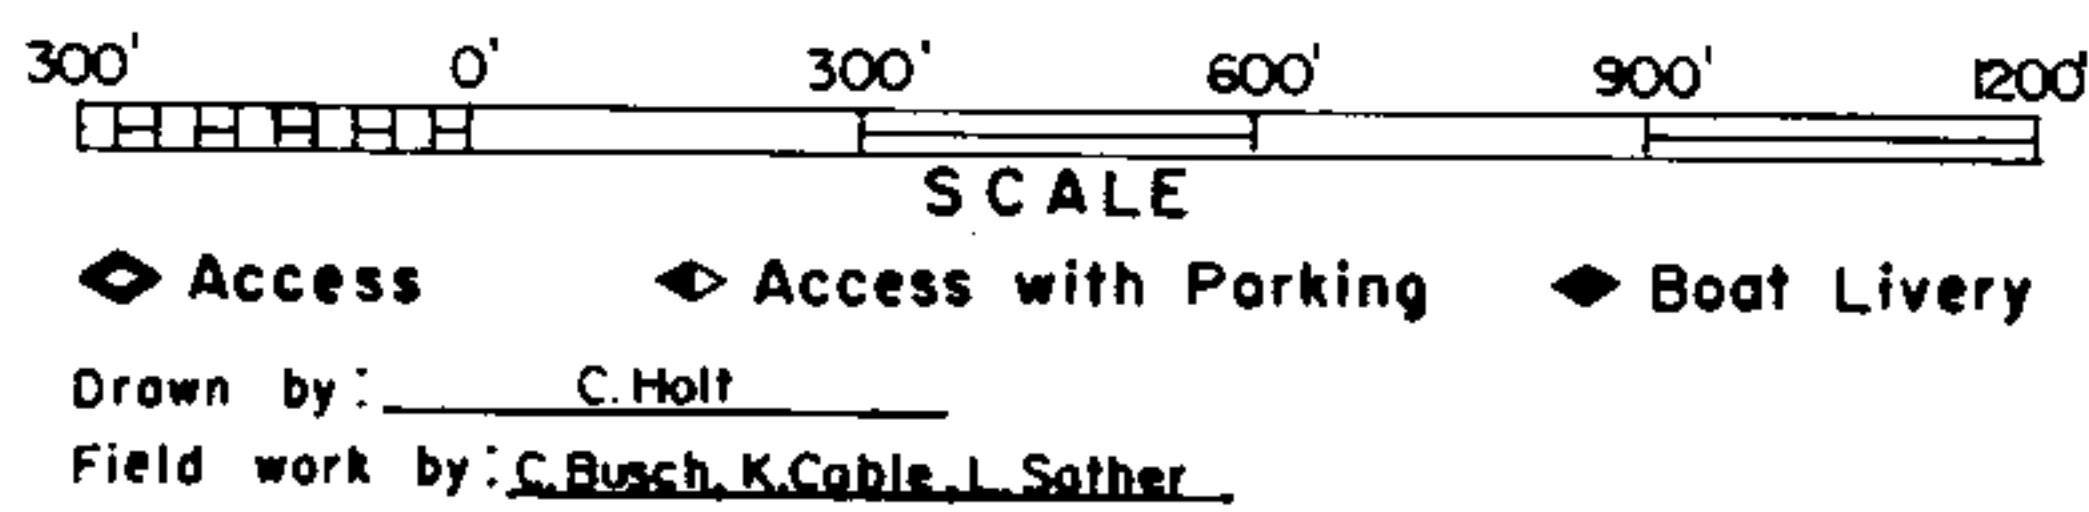 300' 0' 300' 600' 900' 1200'
SCALE
Access Access with Parking Boat Livery
Drawn by: C. Holt
Field work by: C. Busch, K. Cable, L. Sather